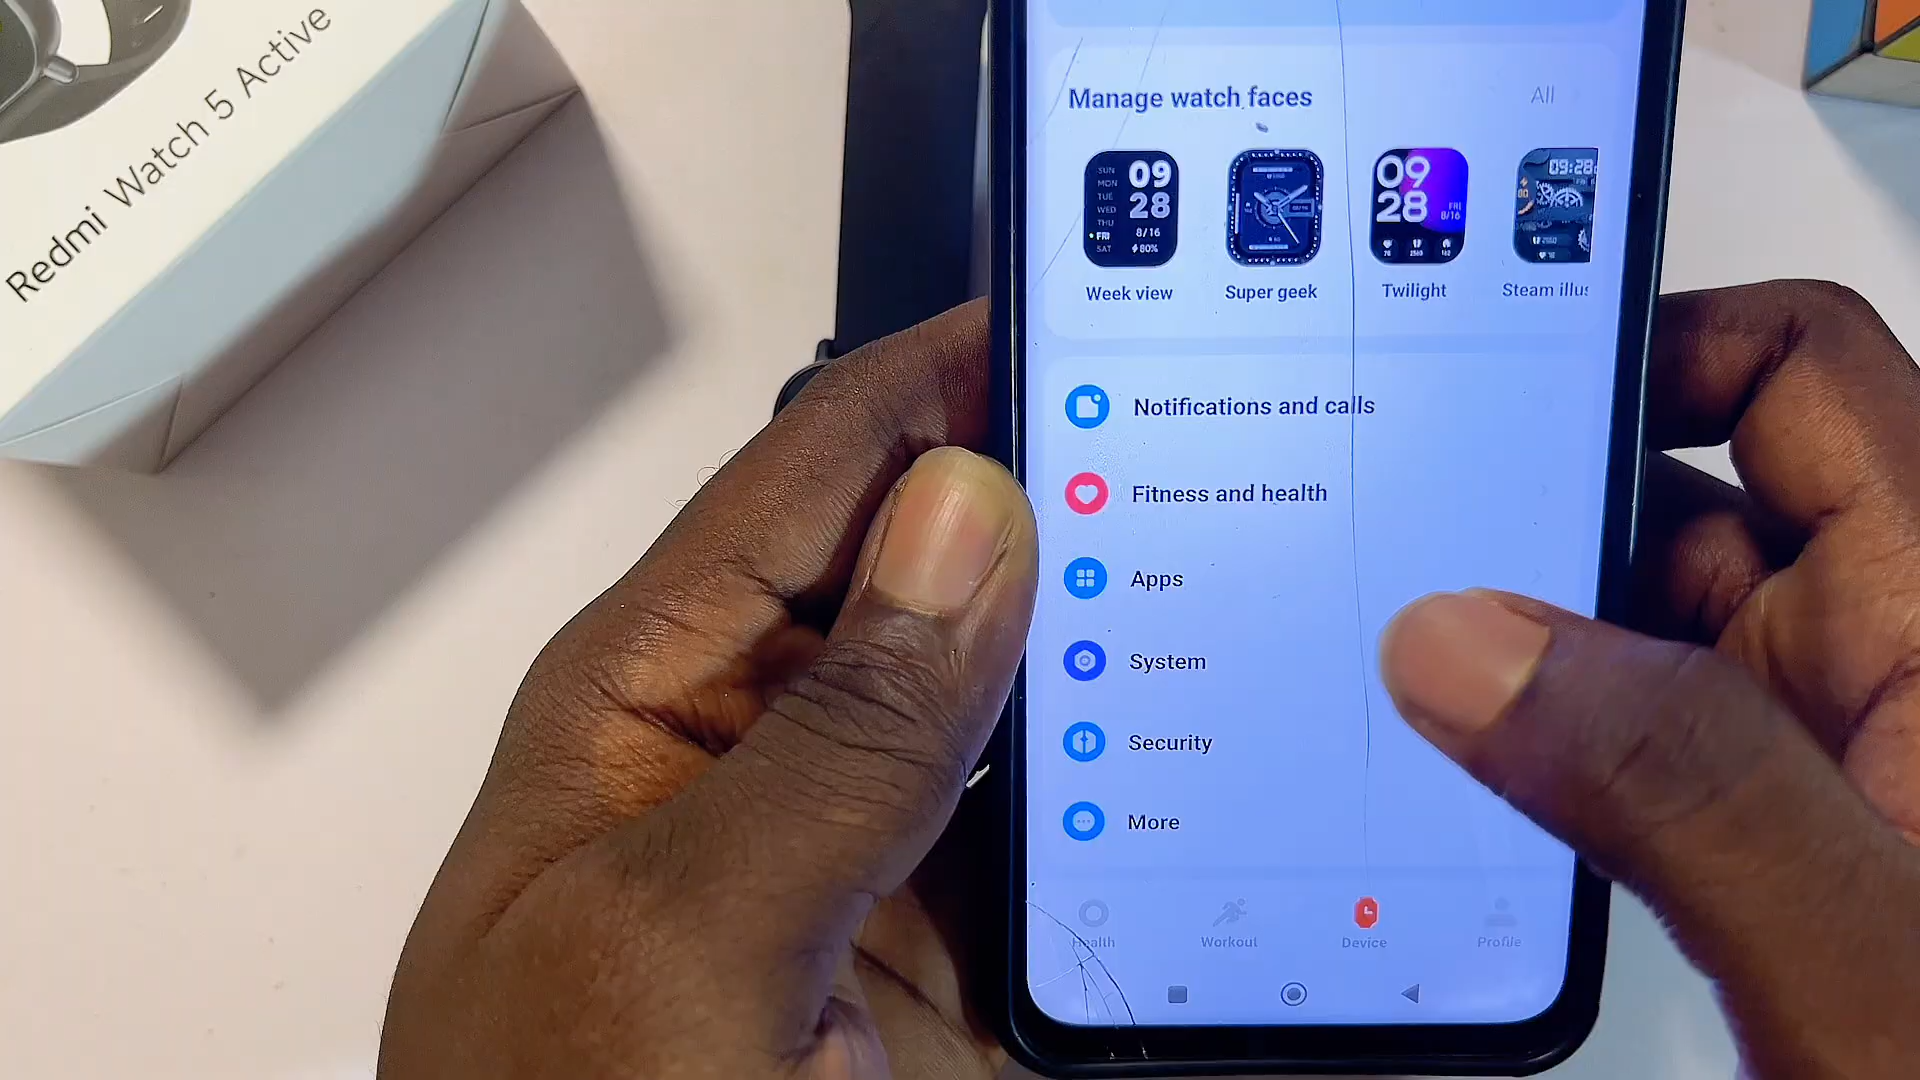 Redmi Watch 5 Active
Manage watch faces
All
SUN
MON
TUE
WED
THU
FRI
SAT
09
28
8/16
80%
09
28
FRI
8/16
09:28
Week view
Super geek
Twilight
Steam illus
Notifications and calls
Fitness and health
Apps
System
Security
More
Health
Workout
Device
Profile